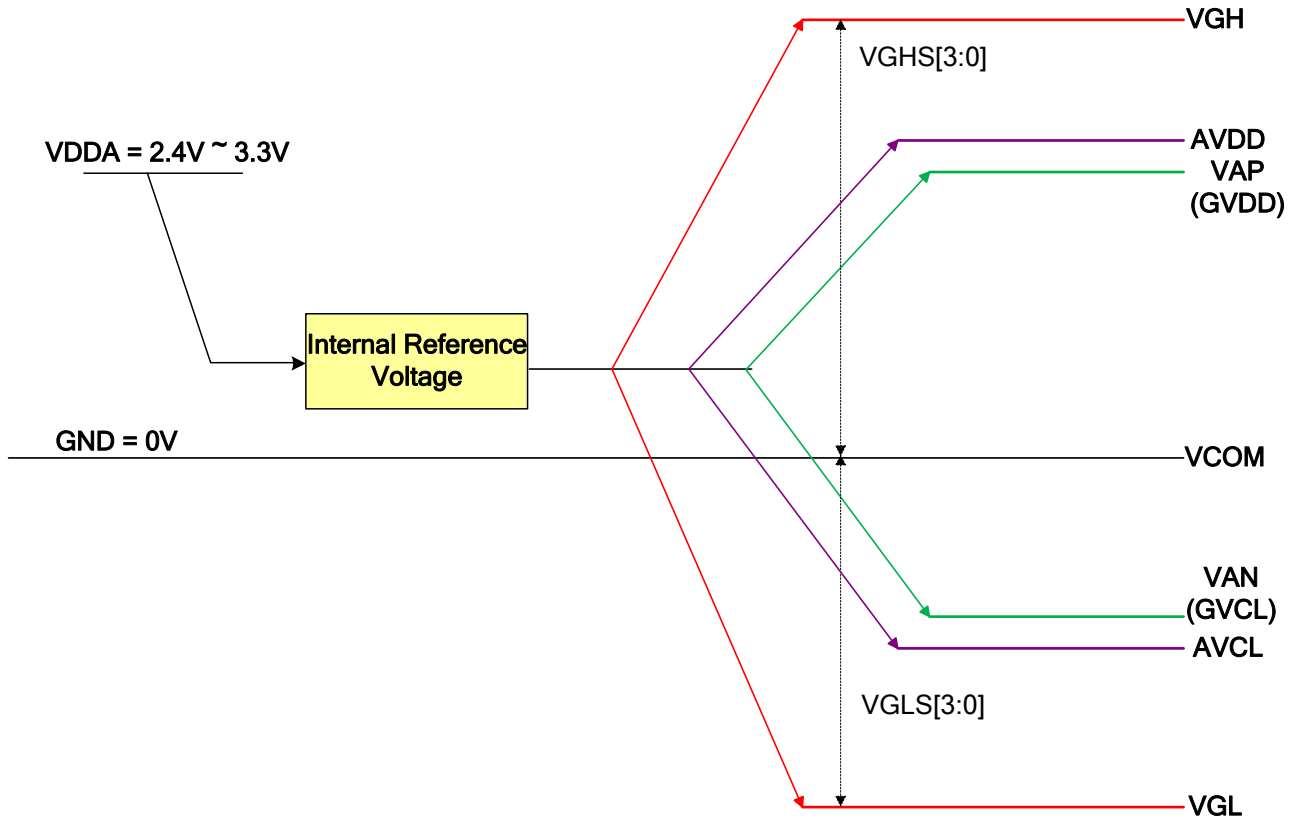 VGH
VGHS[3:0]
AVDD
VDDA = 2.4V ~ 3.3V
VAP
(GVDD)
Internal Reference
Voltage
GND = 0V
VCOM
VAN
(GVCL)
AVCL
VGLS[3:0]
VGL